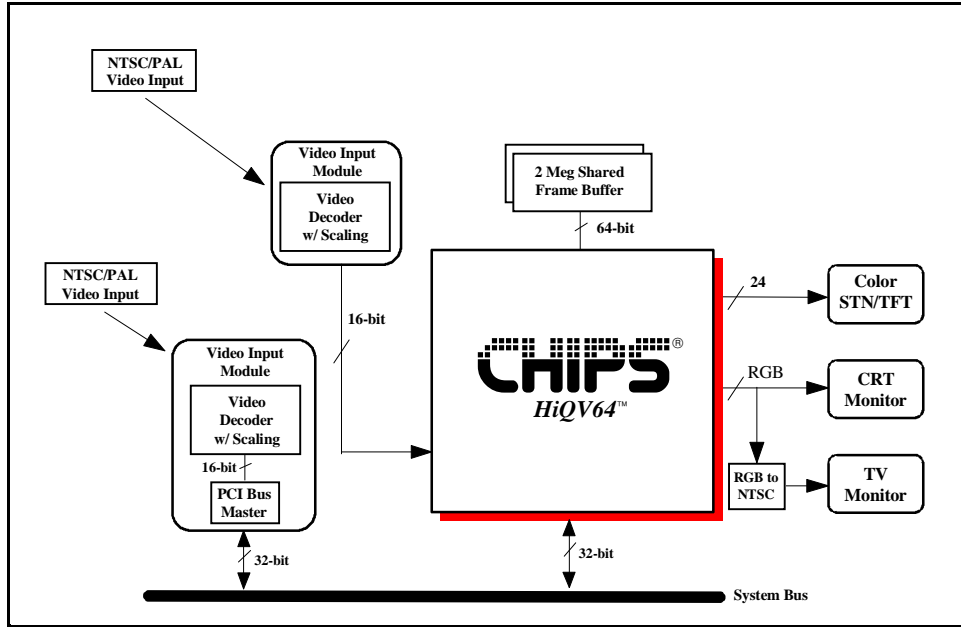 NTSC/PAL
Video Input
Video Input
Module
Video
Decoder
w/ Scaling
2 Meg Shared
Frame Buffer
64-bit
NTSC/PAL
Video Input
16-bit
24
Color
STN/TFT
Video Input
Module
Video
Decoder
w/ Scaling
16-bit
PCI Bus
Master
32-bit
CHIPS®
HiQV64™
RGB
CRT
Monitor
RGB to
NTSC
TV
Monitor
32-bit
System Bus